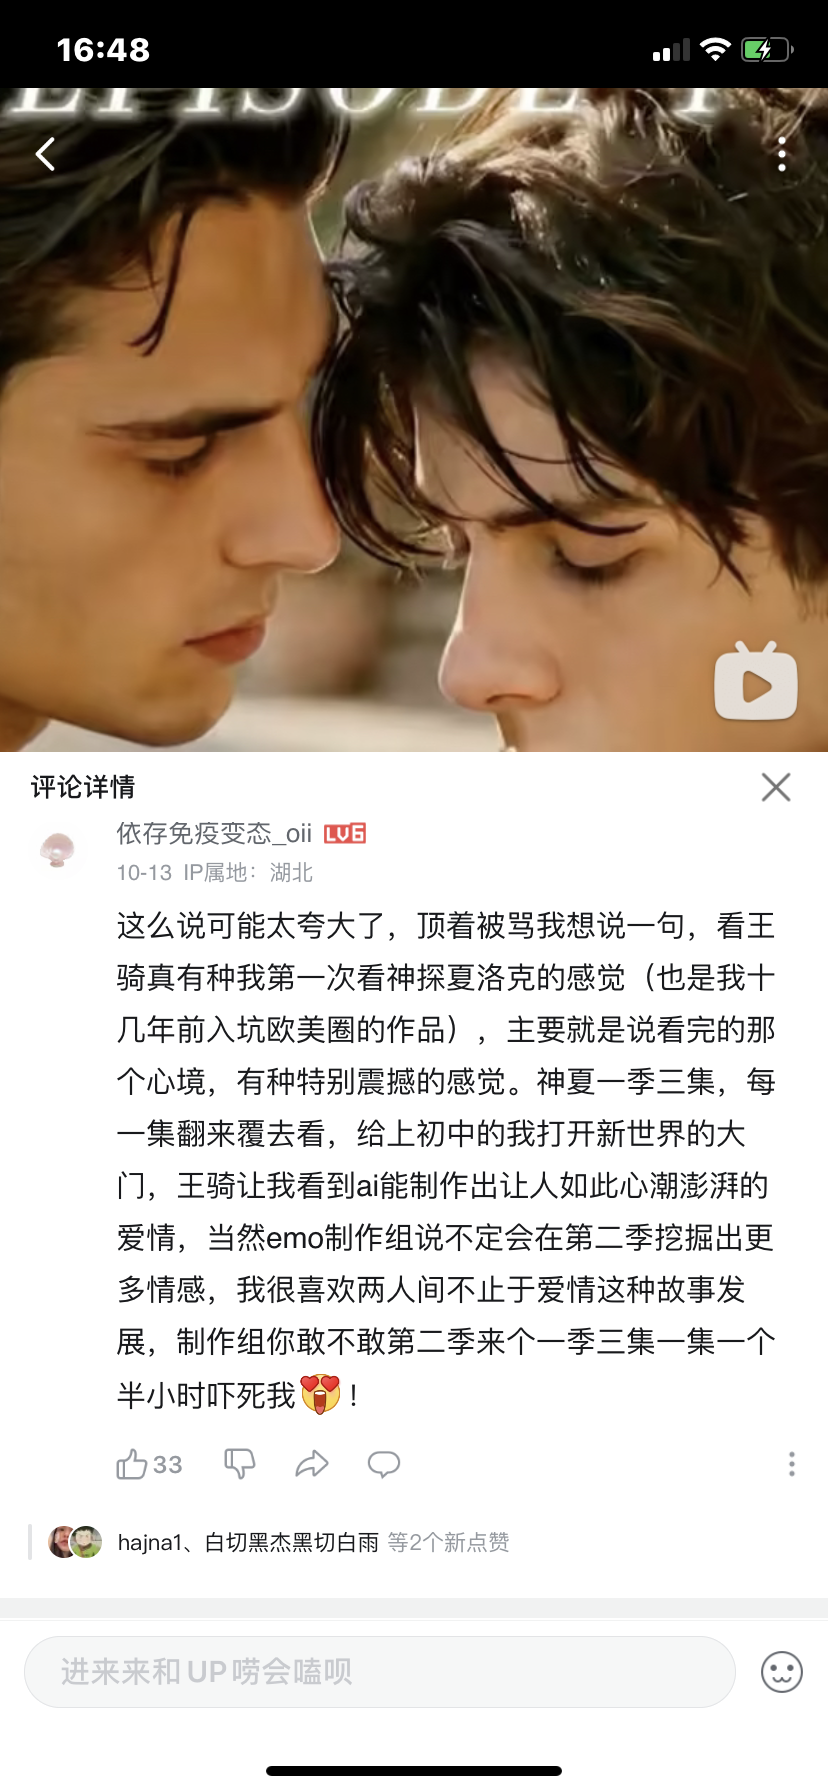 16:48
EPISODE 1
评论详情
依存免疫变态_oii LV6
10-13 IP属地：湖北
这么说可能太夸大了，顶着被骂我想说一句，看王
骑真有种我第一次看神探夏洛克的感觉（也是我十
几年前入坑欧美圈的作品），主要就是说看完的那
个心境，有种特别震撼的感觉。神夏一季三集，每
一集翻来覆去看，给上初中的我打开新世界的大
门，王骑让我看到ai能制作出让人如此心潮澎湃的
爱情，当然emo制作组说不定会在第二季挖掘出更
多情感，我很喜欢两人间不止于爱情这种故事发
展，制作组你敢不敢第二季来个一季三集一集一个
半小时吓死我😍！
33
hajna1、白切黑杰黑切白雨 等2个新点赞
进来来和UP唠会嗑呗